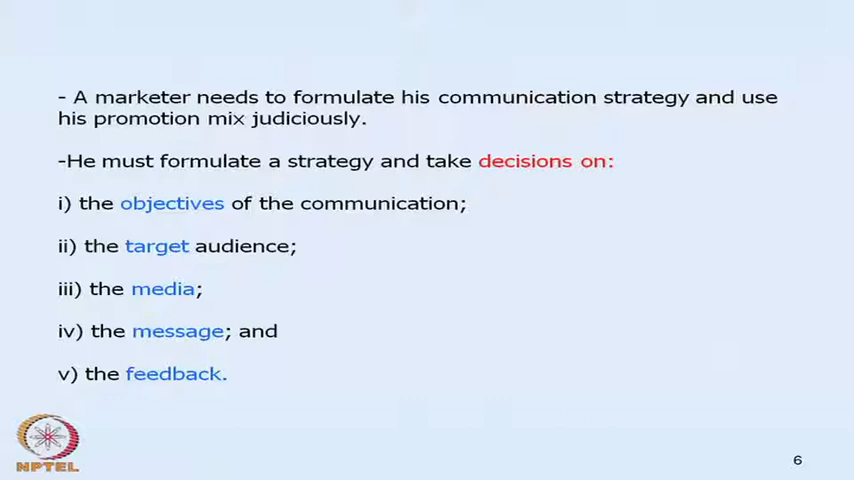 - A marketer needs to formulate his communication strategy and use
his promotion mix judiciously.
-He must formulate a strategy and take decisions on:
i) the objectives of the communication;
ii) the target audience;
iii) the media;
iv) the message; and
v) the feedback.
NPTEL
6